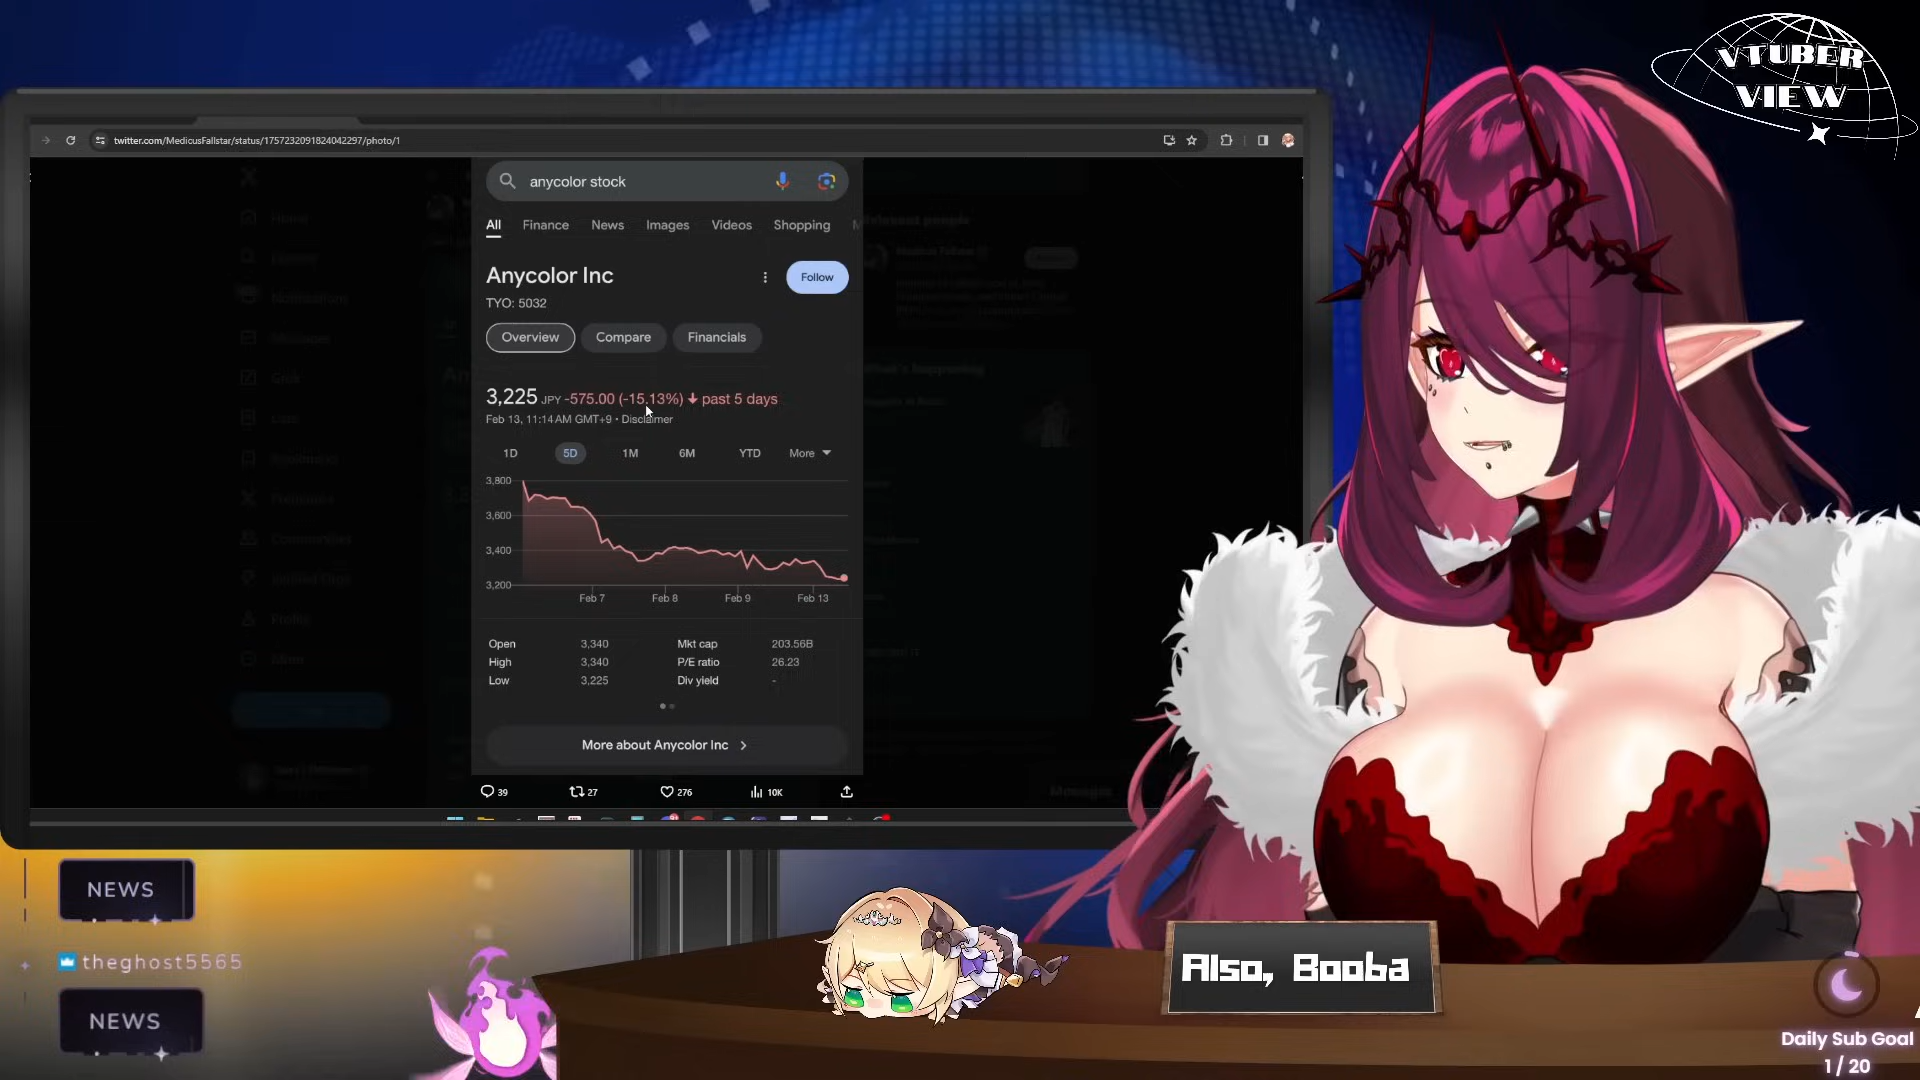 VTUBER
VIEW
twitter.com/MedicusFallstar/status/1757232091824042297/photo/1
anycolor stock
All Finance News Images Videos Shopping
Anycolor Inc
Follow
TYO: 5032
Overview Compare Financials
3,225 JPY -575.00 (-15.13%) ↓ past 5 days
Feb 13, 11:14 AM GMT+9 • Disclaimer
1D 5D 1M 6M YTD More
3,800
3,600
3,400
3,200
Feb 7 Feb 8 Feb 9 Feb 13
Open 3,340 Mkt cap 203.56B
High 3,340 P/E ratio 26.23
Low 3,225 Div yield -
More about Anycolor Inc
39 27 276 10K
NEWS
theghost5565
NEWS
Also, Booba
Daily Sub Goal
1 / 20